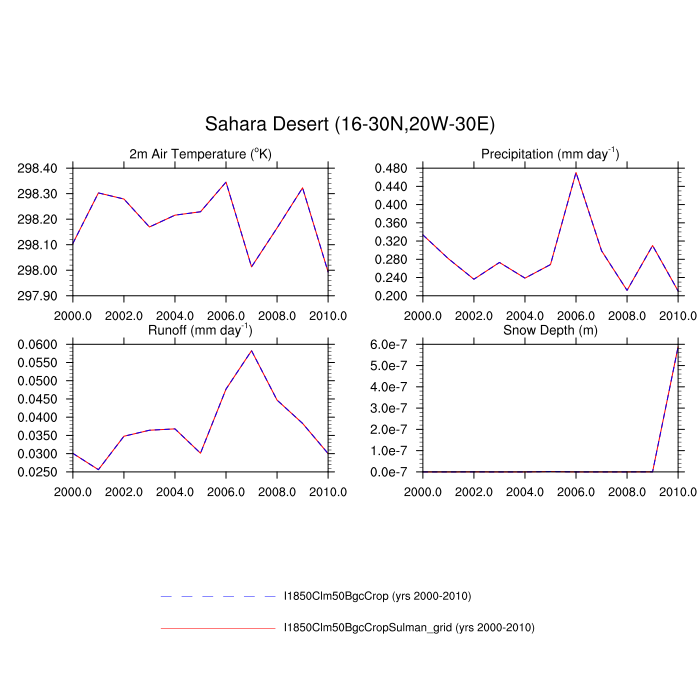 Sahara Desert (16-30N,20W-30E)
2m Air Temperature (°K)
298.40
298.30
298.20
298.10
298.00
297.90
2000.0 2002.0 2004.0 2006.0 2008.0 2010.0
Precipitation (mm day⁻¹)
0.480
0.440
0.400
0.360
0.320
0.280
0.240
0.200
2000.0 2002.0 2004.0 2006.0 2008.0 2010.0
Runoff (mm day⁻¹)
0.0600
0.0550
0.0500
0.0450
0.0400
0.0350
0.0300
0.0250
2000.0 2002.0 2004.0 2006.0 2008.0 2010.0
Snow Depth (m)
6.0e-7
5.0e-7
4.0e-7
3.0e-7
2.0e-7
1.0e-7
0.0e-7
2000.0 2002.0 2004.0 2006.0 2008.0 2010.0
I1850Clm50BgcCrop (yrs 2000-2010)
I1850Clm50BgcCropSulman_grid (yrs 2000-2010)